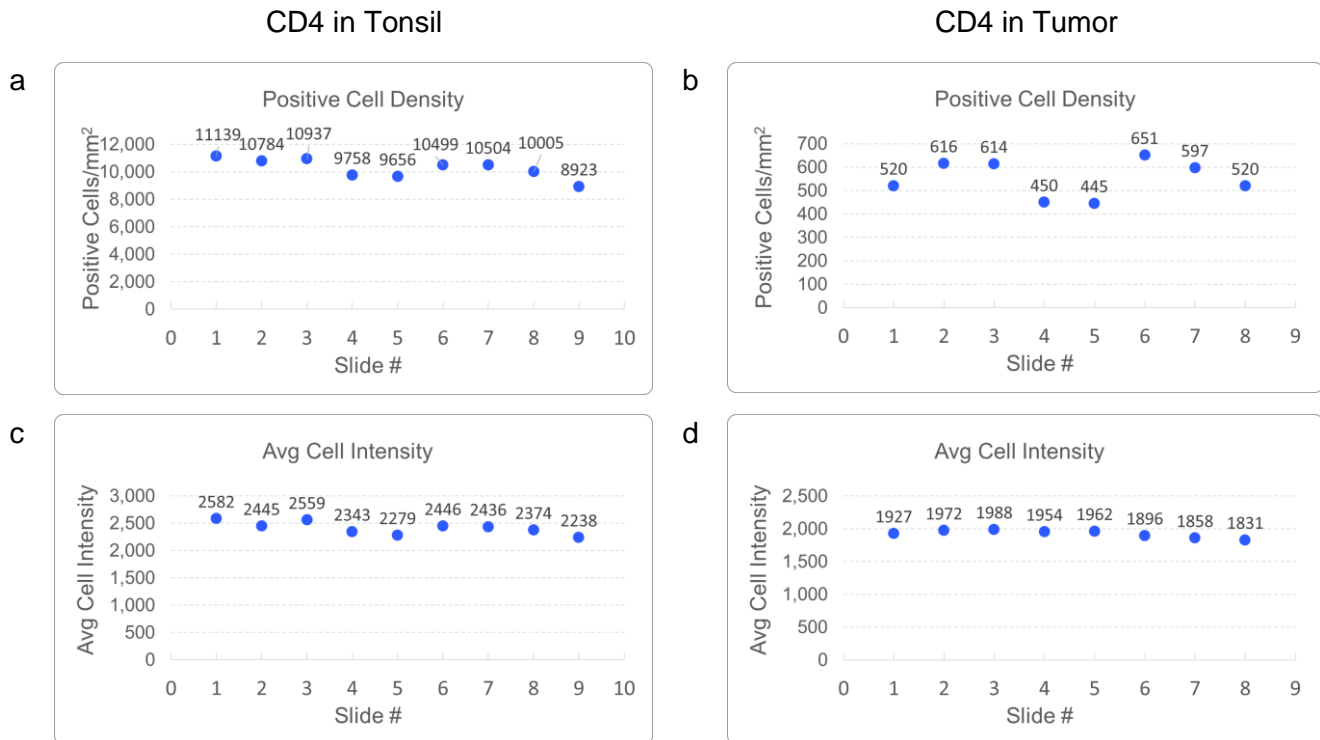 CD4 in Tonsil
CD4 in Tumor
a
Positive Cell Density
Positive Cells/mm²
12,000
10,000
8,000
6,000
4,000
2,000
0
11139
10784
10937
9758
9656
10499
10504
10005
8923
0 1 2 3 4 5 6 7 8 9 10
Slide #
b
Positive Cell Density
Positive Cells/mm²
700
600
500
400
300
200
100
0
520
616
614
450
445
651
597
520
0 1 2 3 4 5 6 7 8 9
Slide #
c
Avg Cell Intensity
Avg Cell Intensity
3,000
2,500
2,000
1,500
1,000
500
0
2582
2445
2559
2343
2279
2446
2436
2374
2238
0 1 2 3 4 5 6 7 8 9 10
Slide #
d
Avg Cell Intensity
Avg Cell Intensity
2,500
2,000
1,500
1,000
500
0
1927
1972
1988
1954
1962
1896
1858
1831
0 1 2 3 4 5 6 7 8 9
Slide #